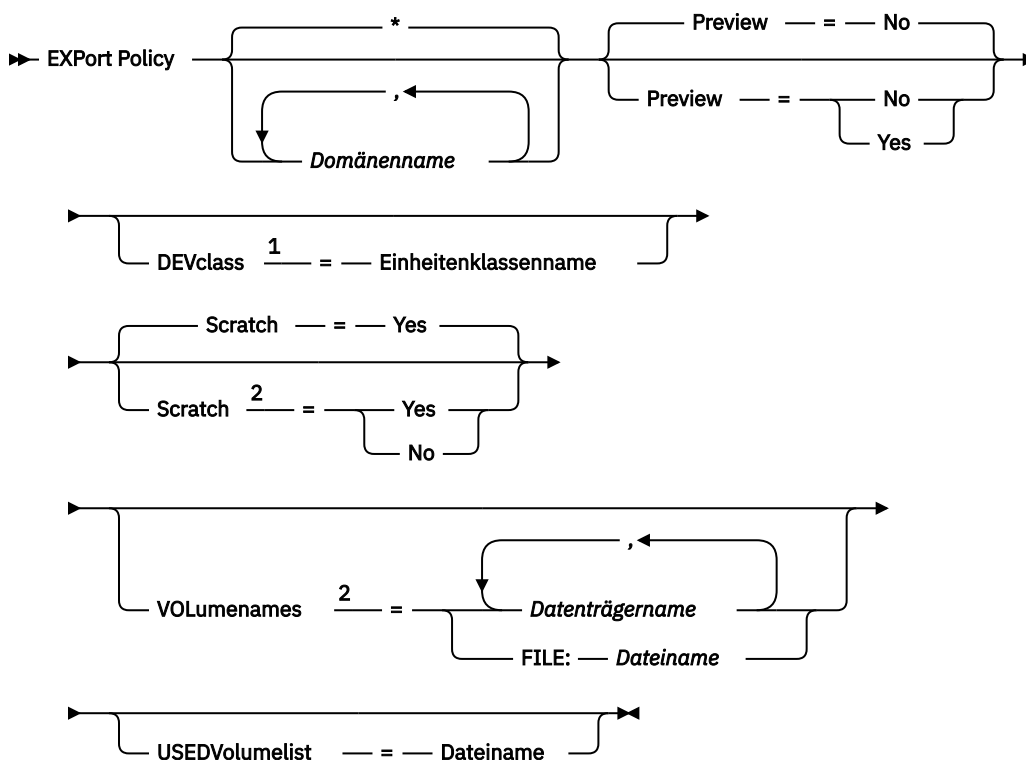 *
Preview = No
EXPort Policy
,
Preview = No
Domänenname
Yes
1
DEVclass = Einheitenklassenname
Scratch = Yes
2
Scratch = Yes
No
,
2
VOLumenames = Datenträgername
FILE: Dateiname
USEDVolumelist = Dateiname